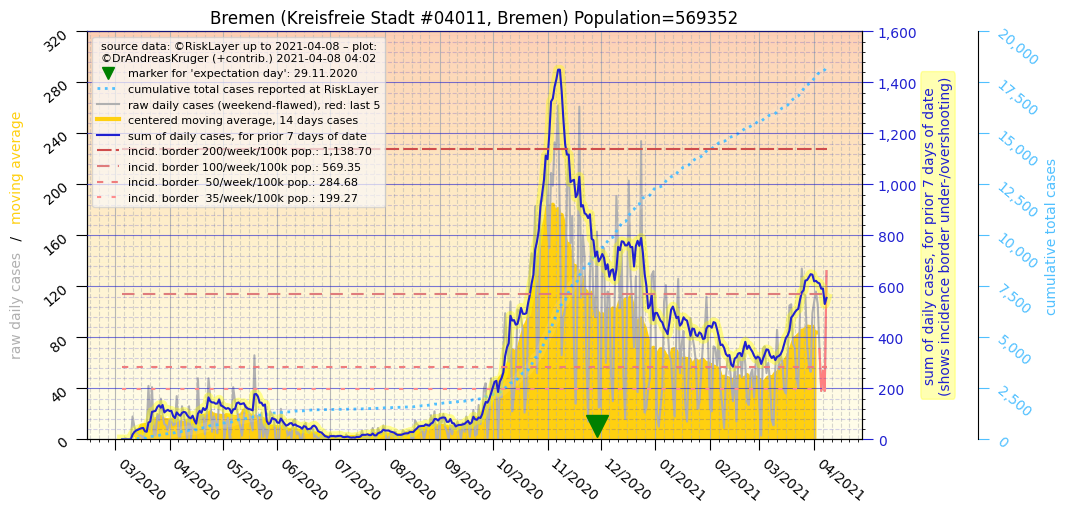 Bremen (Kreisfreie Stadt #04011, Bremen) Population=569352
source data: ©RiskLayer up to 2021-04-08 – plot:
©DrAndreasKruger (+contrib.) 2021-04-08 04:02
marker for 'expectation day': 29.11.2020
cumulative total cases reported at RiskLayer
raw daily cases (weekend-flawed), red: last 5
centered moving average, 14 days cases
sum of daily cases, for prior 7 days of date
incid. border 200/week/100k pop.: 1,138.70
incid. border 100/week/100k pop.: 569.35
incid. border  50/week/100k pop.: 284.68
incid. border  35/week/100k pop.: 199.27
raw daily cases / moving average
320
280
240
200
160
120
80
40
0
03/2020
04/2020
05/2020
06/2020
07/2020
08/2020
09/2020
10/2020
11/2020
12/2020
01/2021
02/2021
03/2021
04/2021
1,600
1,400
1,200
1,000
800
600
400
200
0
sum of daily cases, for prior 7 days of date
(shows incidence border under-/overshooting)
20,000
17,500
15,000
12,500
10,000
7,500
5,000
2,500
0
cumulative total cases